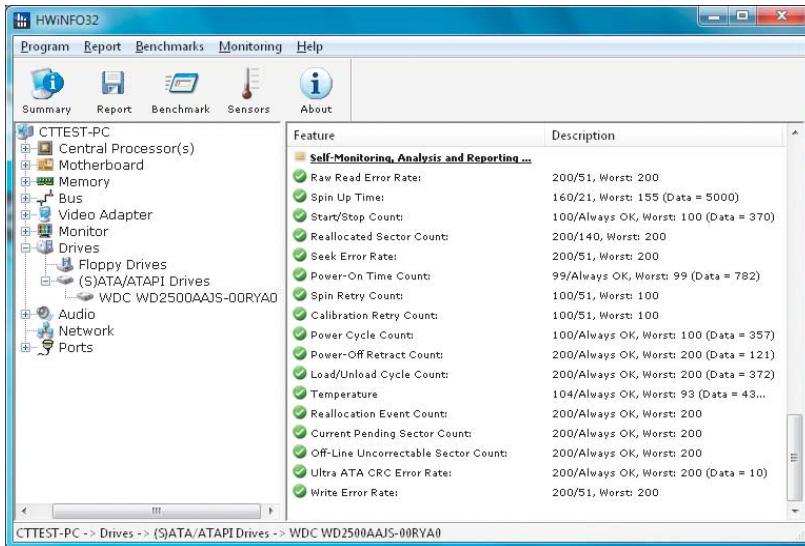 HWiNFO32
Program Report Benchmarks Monitoring Help
Summary Report Benchmark Sensors About
CTTEST-PC
Central Processor(s)
Motherboard
Memory
Bus
Video Adapter
Monitor
Drives
Floppy Drives
(S)ATA/ATAPI Drives
WDC WD2500AAJS-00RYA0
Audio
Network
Ports
Feature Description
Self-Monitoring, Analysis and Reporting ...
Raw Read Error Rate: 200/51, Worst: 200
Spin Up Time: 160/21, Worst: 155 (Data = 5000)
Start/Stop Count: 100/Always OK, Worst: 100 (Data = 370)
Reallocated Sector Count: 200/140, Worst: 200
Seek Error Rate: 200/51, Worst: 200
Power-On Time Count: 99/Always OK, Worst: 99 (Data = 782)
Spin Retry Count: 100/51, Worst: 100
Calibration Retry Count: 100/51, Worst: 100
Power Cycle Count: 100/Always OK, Worst: 100 (Data = 357)
Power-Off Retract Count: 200/Always OK, Worst: 200 (Data = 121)
Load/Unload Cycle Count: 200/Always OK, Worst: 200 (Data = 372)
Temperature 104/Always OK, Worst: 93 (Data = 43...
Reallocation Event Count: 200/Always OK, Worst: 200
Current Pending Sector Count: 200/Always OK, Worst: 200
Off-Line Uncorrectable Sector Count: 200/Always OK, Worst: 200
Ultra ATA CRC Error Rate: 200/Always OK, Worst: 200 (Data = 10)
Write Error Rate: 200/51, Worst: 200
CTTEST-PC -> Drives -> (S)ATA/ATAPI Drives -> WDC WD2500AAJS-00RYA0